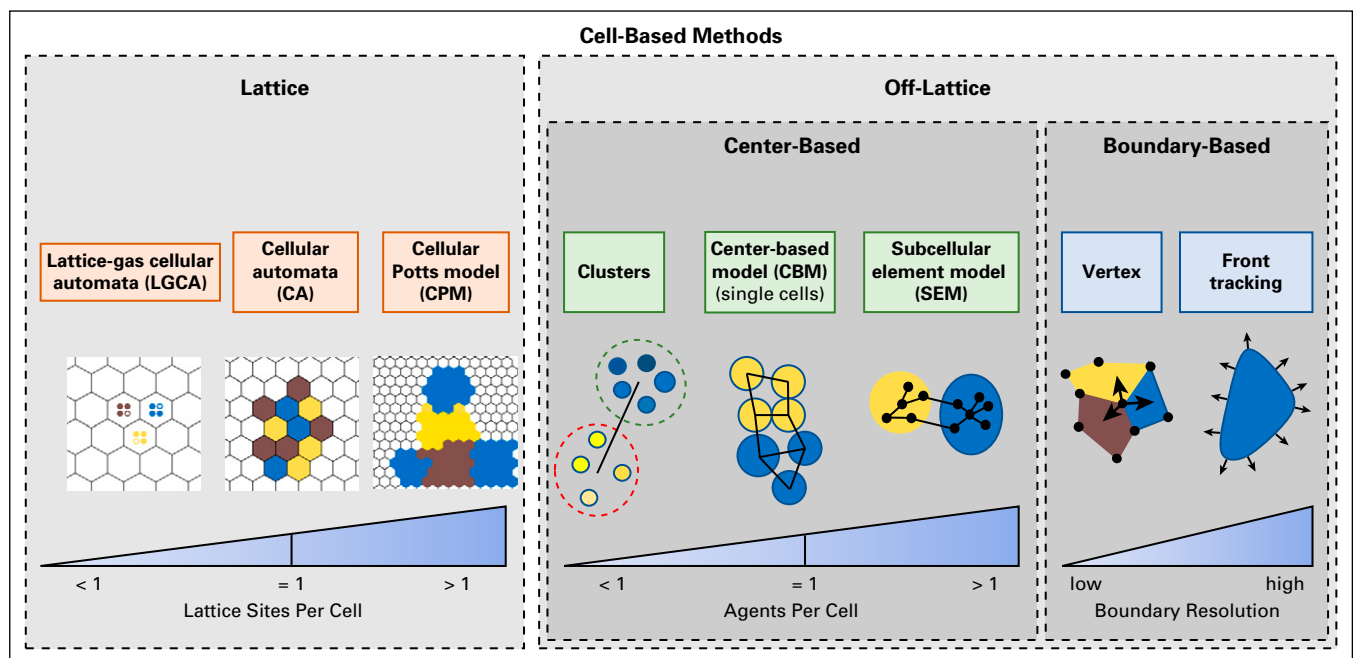 Cell-Based Methods
Lattice
Off-Lattice
Center-Based
Boundary-Based
Lattice-gas cellular
automata (LGCA)
Cellular
automata
(CA)
Cellular
Potts model
(CPM)
Clusters
Center-based
model (CBM)
(single cells)
Subcellular
element model
(SEM)
Vertex
Front
tracking
< 1
= 1
> 1
Lattice Sites Per Cell
< 1
= 1
> 1
Agents Per Cell
low
high
Boundary Resolution